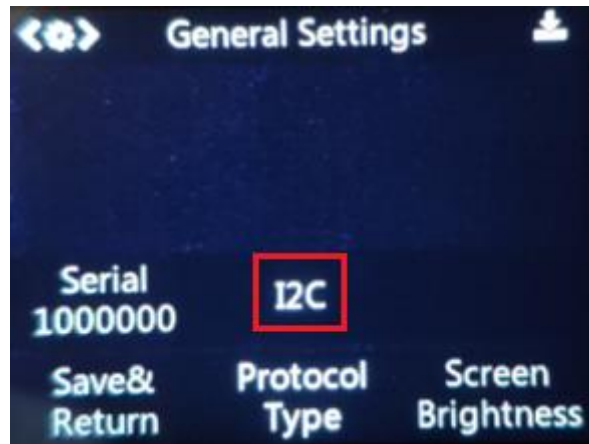 General Settings
Serial
1000000
I2C
Save&
Return
Protocol
Type
Screen
Brightness